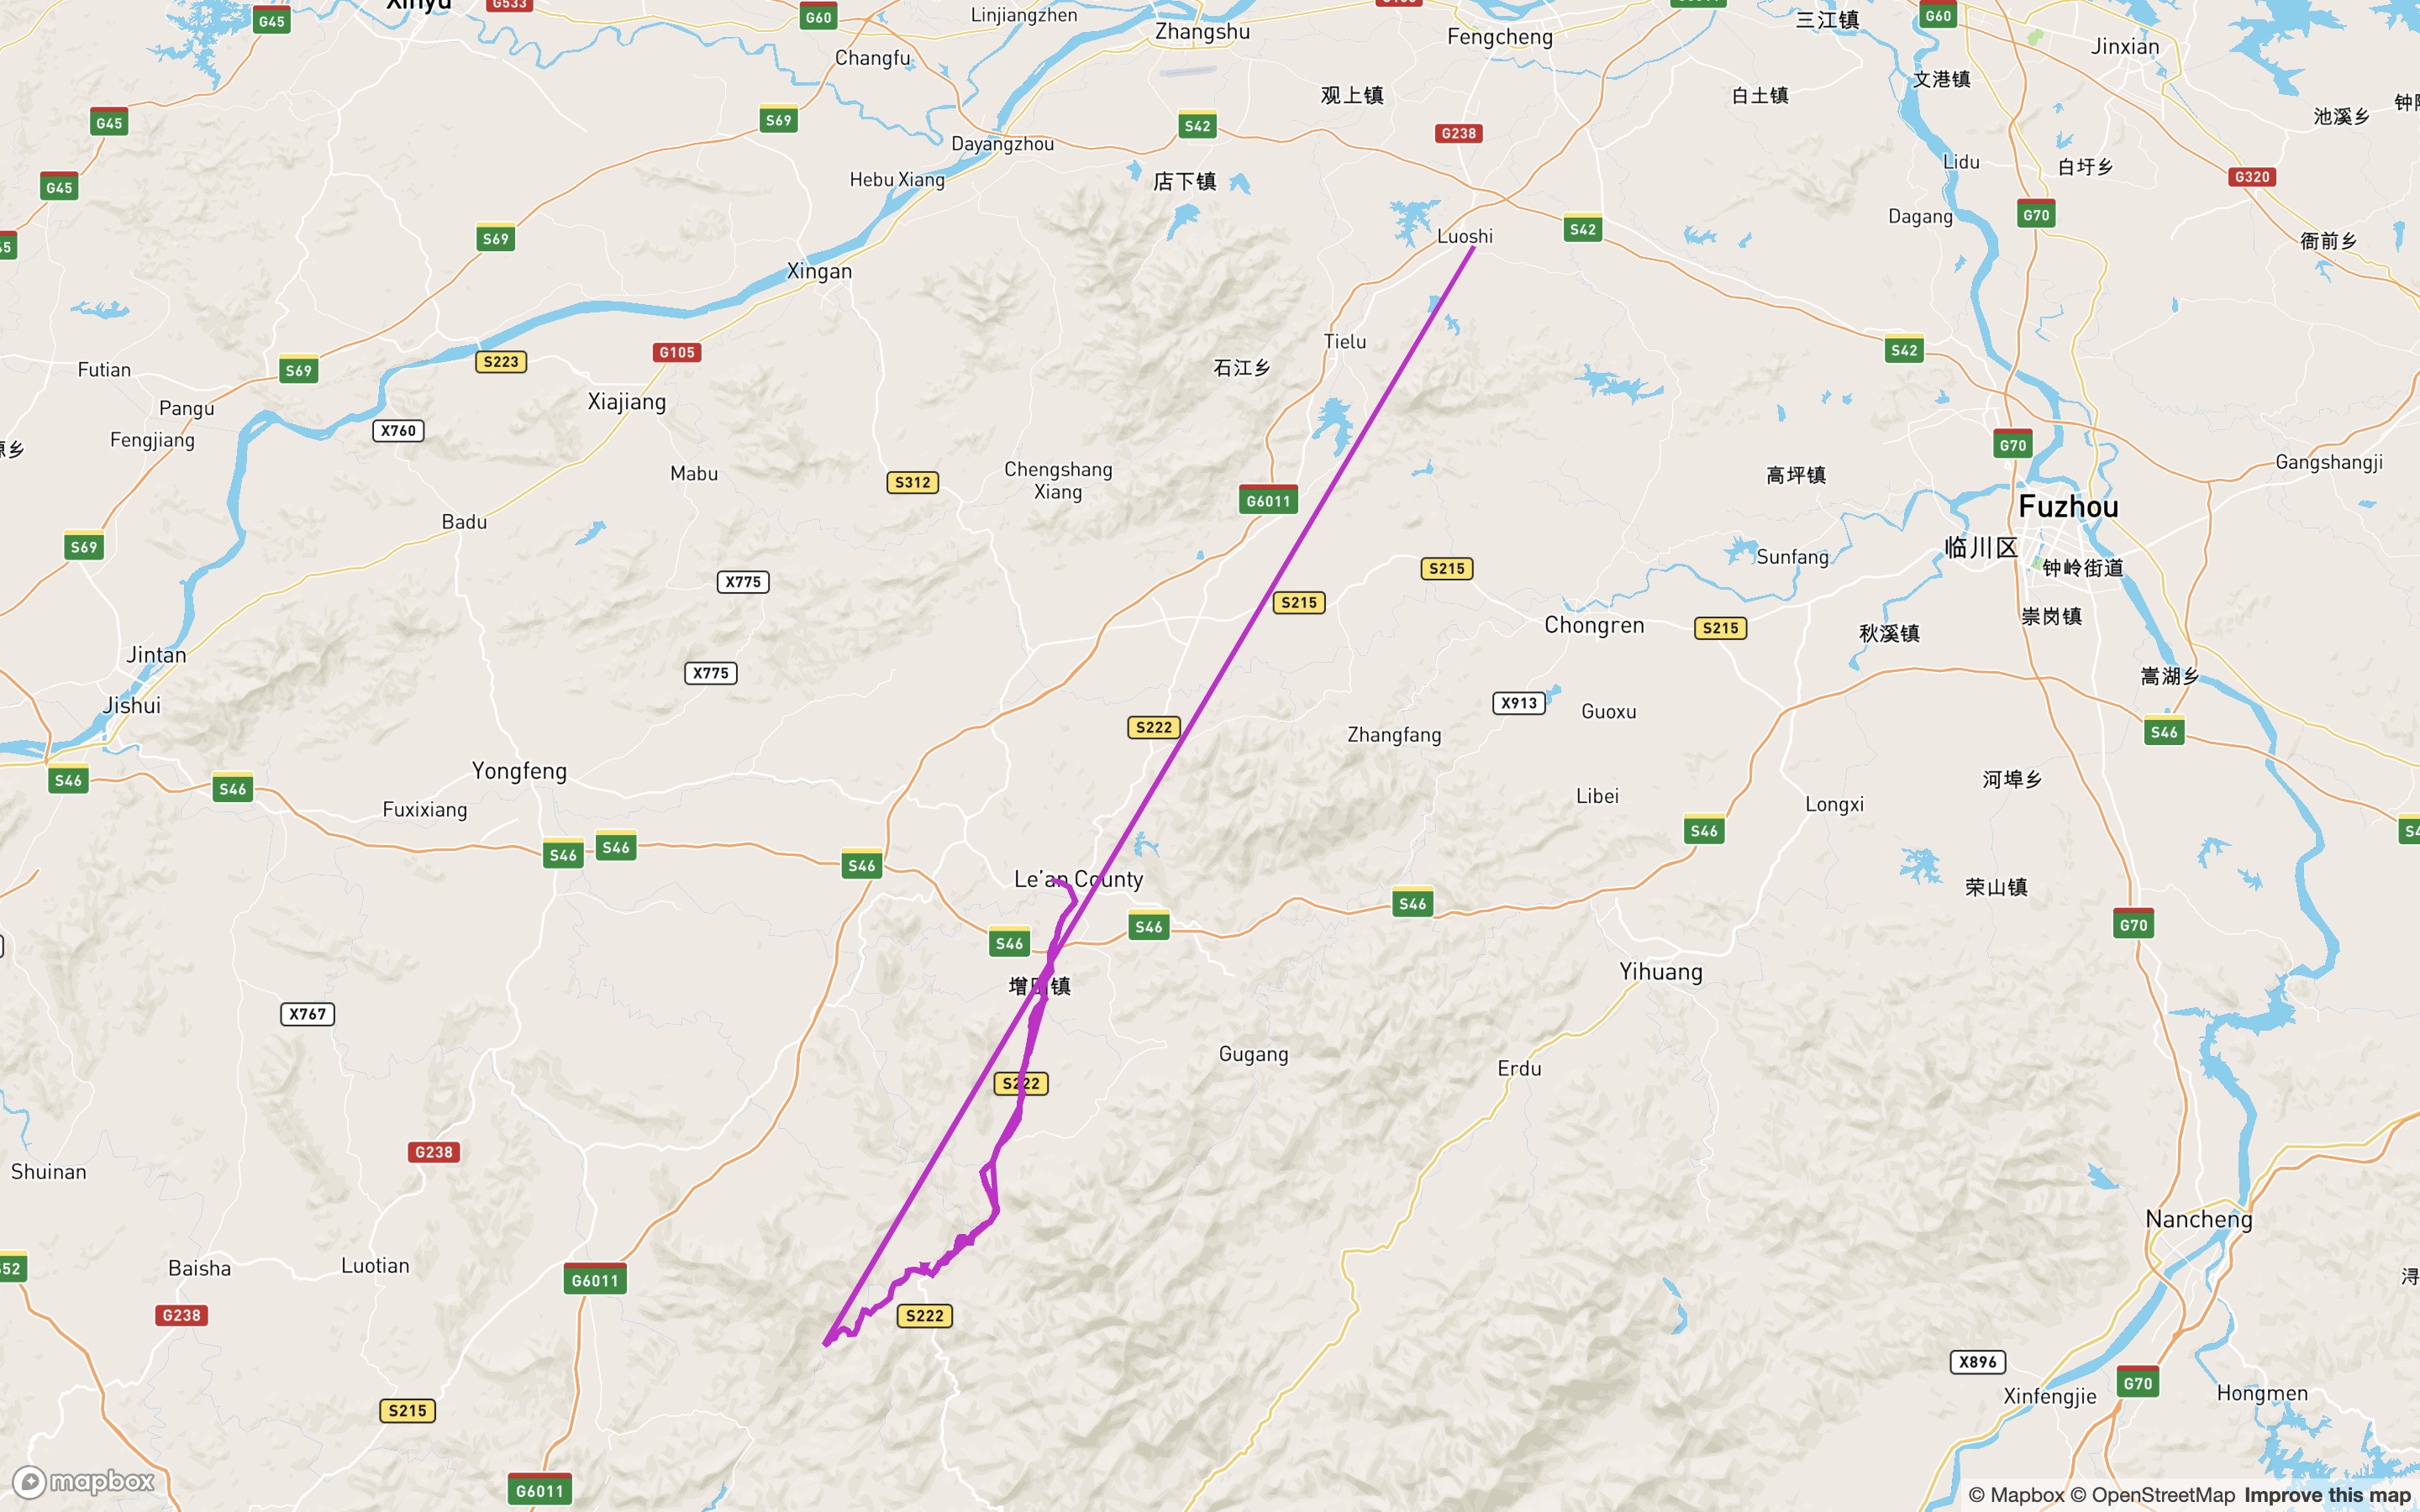 Xinyu
G533
G45
G60
Linjiangzhen
Zhangshu
Fengcheng
三江镇
G60
Jinxian
Changfu
文港镇
G45
S69
S42
观上镇
白土镇
G238
池溪乡
Dayangzhou
G45
Hebu Xiang
店下镇
Lidu
白圩乡
G320
S69
Luoshi
S42
Dagang
G70
衙前乡
Xingan
Futian
S69
S223
G105
Tielu
石江乡
S42
Pangu
Xiajiang
Fengjiang
X760
G70
Mabu
S312
Chengshang
Xiang
G6011
高坪镇
Gangshangji
Badu
Fuzhou
S69
临川区
X775
S215
Sunfang
钟岭街道
S215
Chongren
S215
秋溪镇
崇岗镇
Jintan
X775
嵩湖乡
Jishui
X913
Guoxu
S222
Zhangfang
S46
Yongfeng
S46
S46
河埠乡
Fuxixiang
Libei
Longxi
S46
S46
S46
S46
Le'an County
荣山镇
S46
S46
S46
G70
Yihuang
增田镇
X767
Gugang
Erdu
S222
G238
Shuinan
Nancheng
Baisha
Luotian
G6011
G238
S222
X896
G70
Xinfengjie
Hongmen
S215
G6011
mapbox
© Mapbox © OpenStreetMap Improve this map